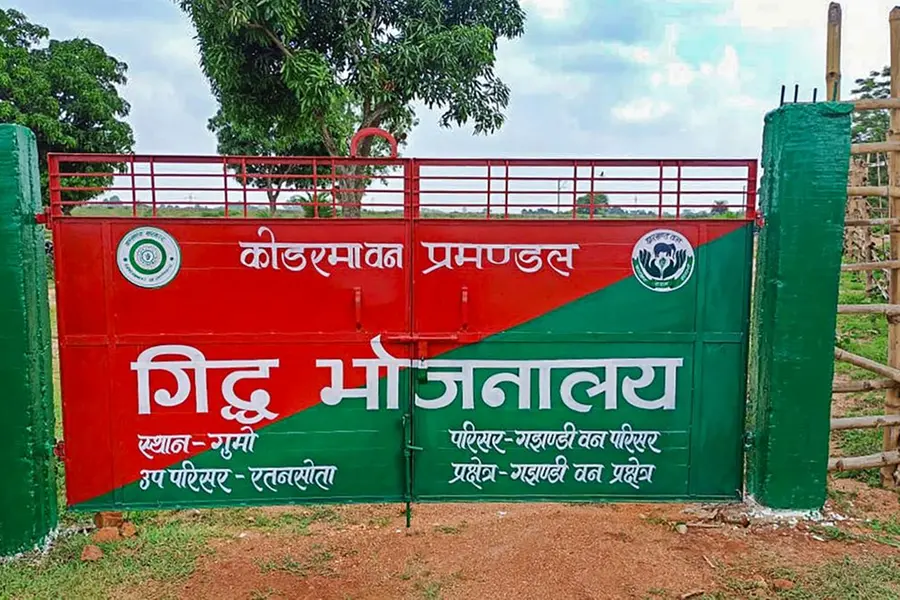 कोडरमा वन प्रमण्डल
गिद्ध भोजनालय
स्थान - गुमो
परिसर - गझण्डी वन परिसर
उप परिसर - रतनसोता
प्रक्षेत्र - गझण्डी वन प्रक्षेत्र